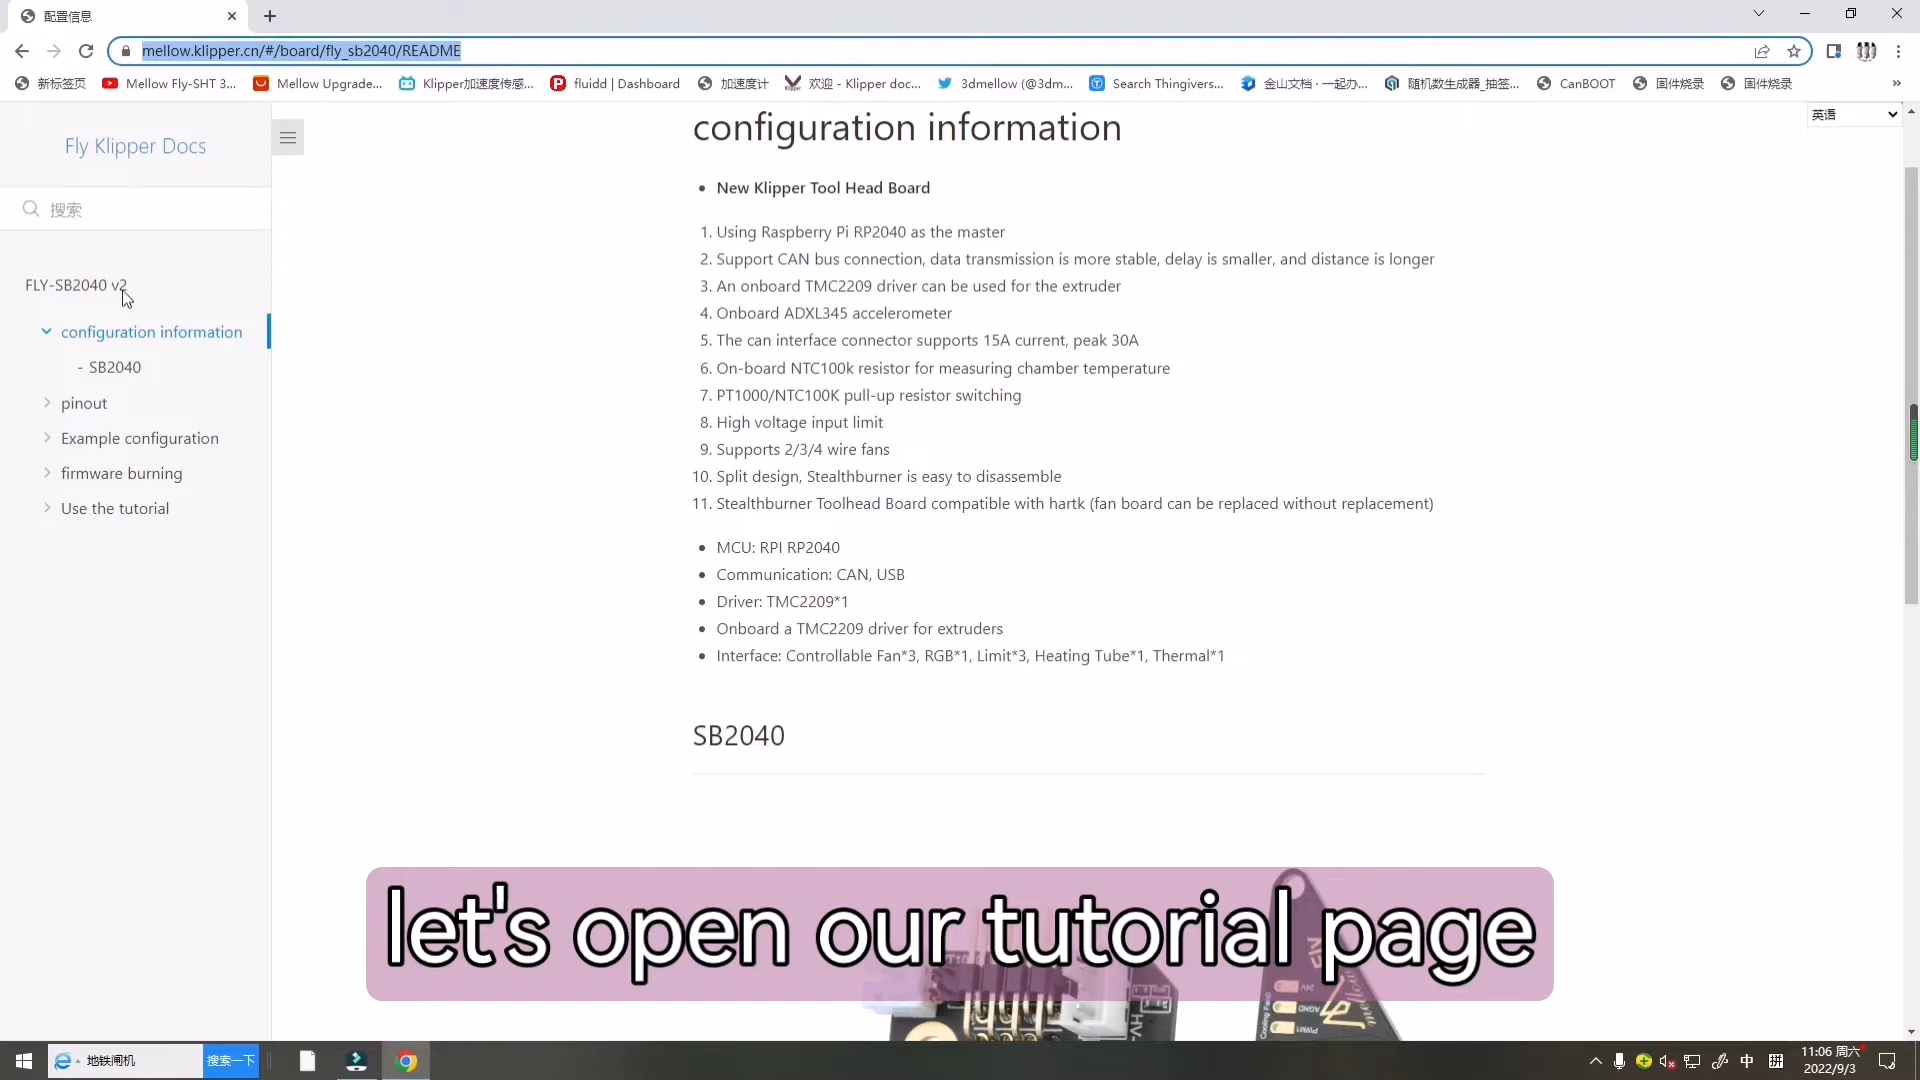 配置信息
mellow.klipper.cn/#/board/fly_sb2040/README
新标签页
Mellow Fly-SHT 3...
Mellow Upgrade...
Klipper加速度传感...
fluidd | Dashboard
加速度计
欢迎 - Klipper doc...
3dmellow (@3dm...
Search Thingivers...
金山文档 · 一起办...
随机数生成器_抽签...
CanBOOT
固件烧录
固件烧录
»
Fly Klipper Docs
搜索
FLY-SB2040 v2
configuration information
- SB2040
pinout
Example configuration
firmware burning
Use the tutorial
英语
configuration information
• New Klipper Tool Head Board
1. Using Raspberry Pi RP2040 as the master
2. Support CAN bus connection, data transmission is more stable, delay is smaller, and distance is longer
3. An onboard TMC2209 driver can be used for the extruder
4. Onboard ADXL345 accelerometer
5. The can interface connector supports 15A current, peak 30A
6. On-board NTC100k resistor for measuring chamber temperature
7. PT1000/NTC100K pull-up resistor switching
8. High voltage input limit
9. Supports 2/3/4 wire fans
10. Split design, Stealthburner is easy to disassemble
11. Stealthburner Toolhead Board compatible with hartk (fan board can be replaced without replacement)
• MCU: RPI RP2040
• Communication: CAN, USB
• Driver: TMC2209*1
• Onboard a TMC2209 driver for extruders
• Interface: Controllable Fan*3, RGB*1, Limit*3, Heating Tube*1, Thermal*1
SB2040
let's open our tutorial page
24V
AGND
PWM1
mellow
地铁闸机
搜索一下
中
拼
11:06 周六
2022/9/3